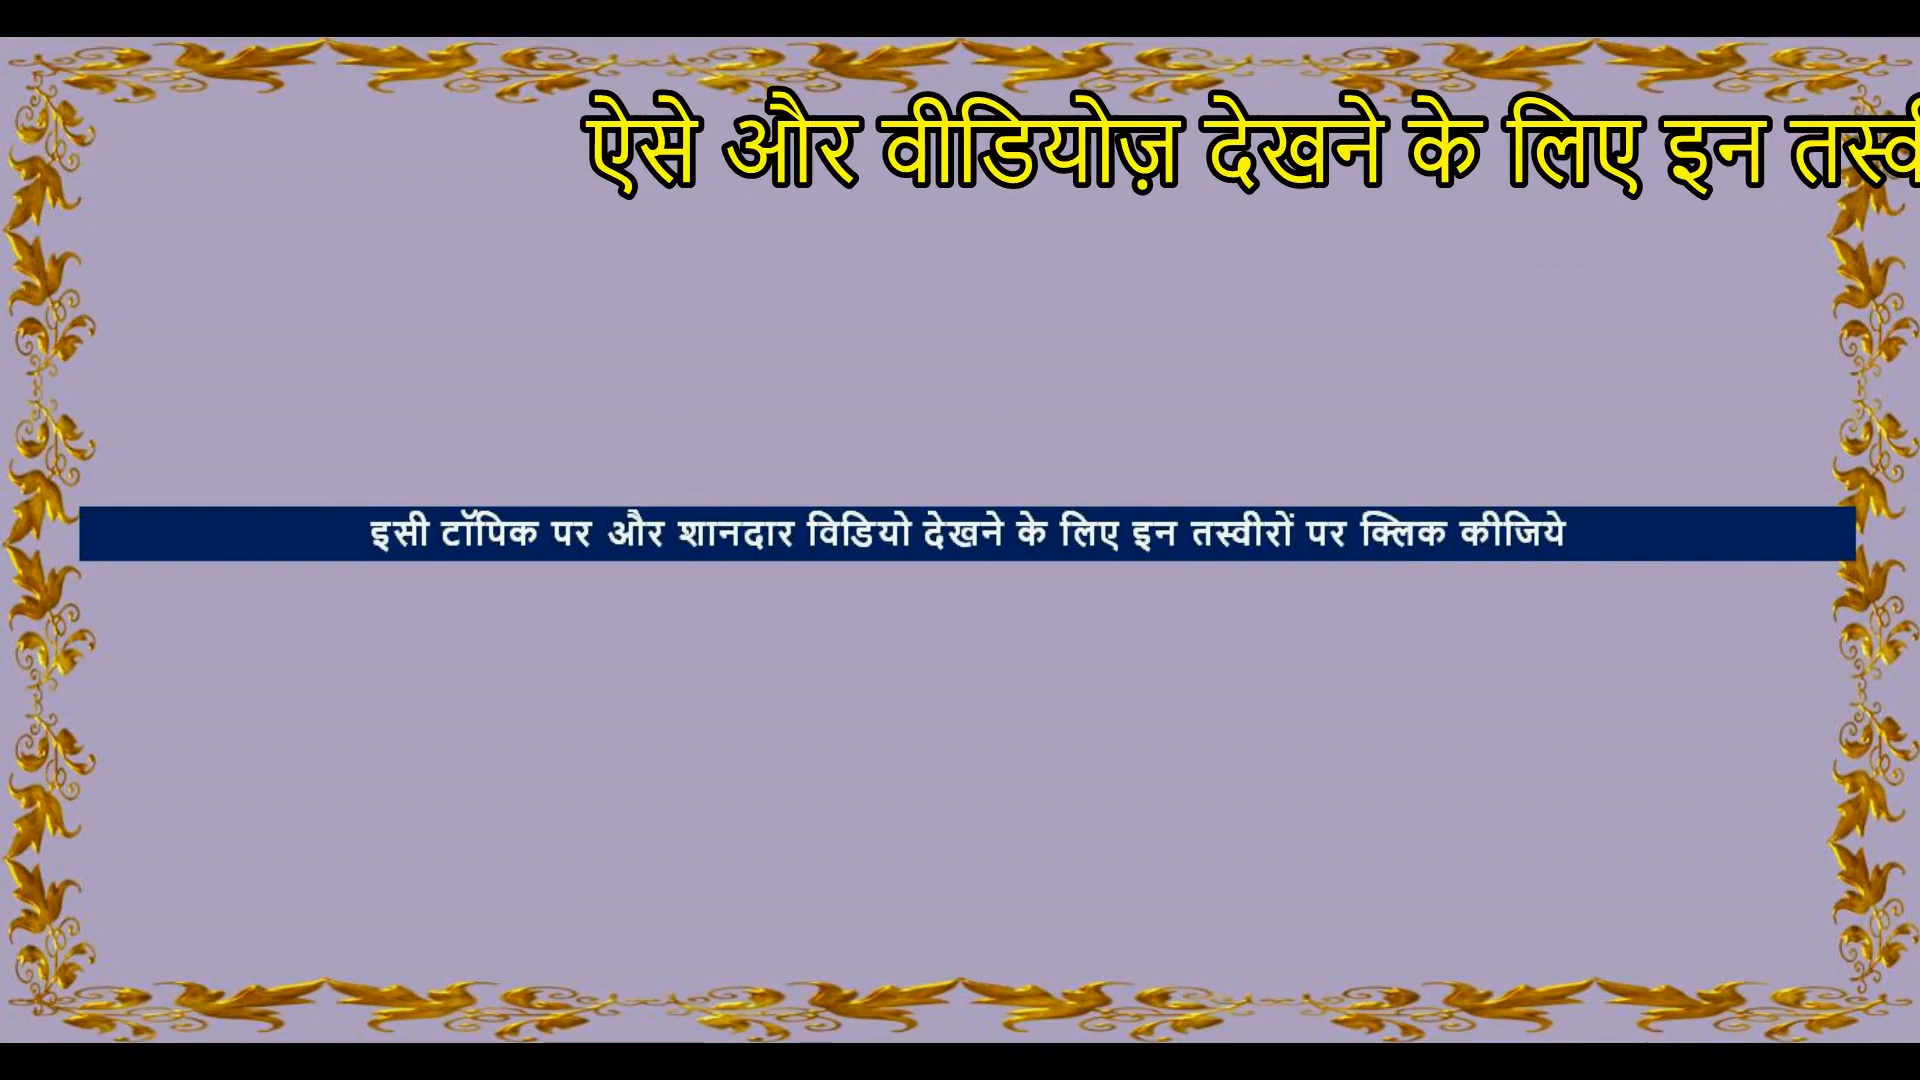 ऐसे और वीडियोज़ देखने के लिए इन
इसी टॉपिक पर और शानदार विडियो देखने के लिए इन तस्वीरों पर क्लिक कीजिये